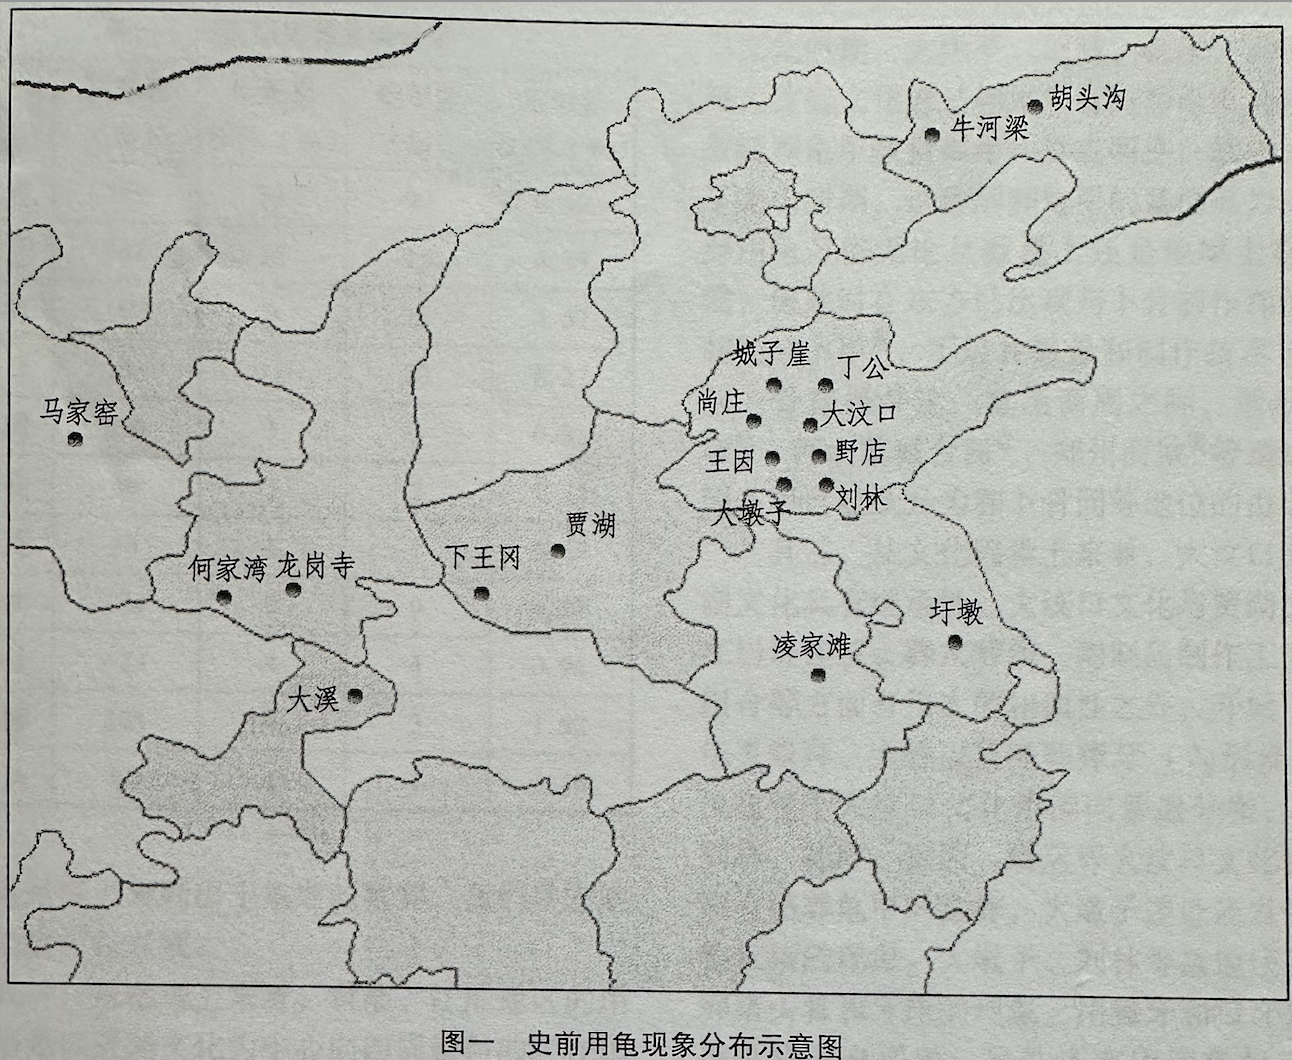 胡头沟
牛河梁
城子崖
丁公
尚庄
大汶口
马家窑
王因
野店
刘林
大墩子
贾湖
下王冈
何家湾
龙岗寺
圩墩
凌家滩
大溪
图一 史前用龟现象分布示意图